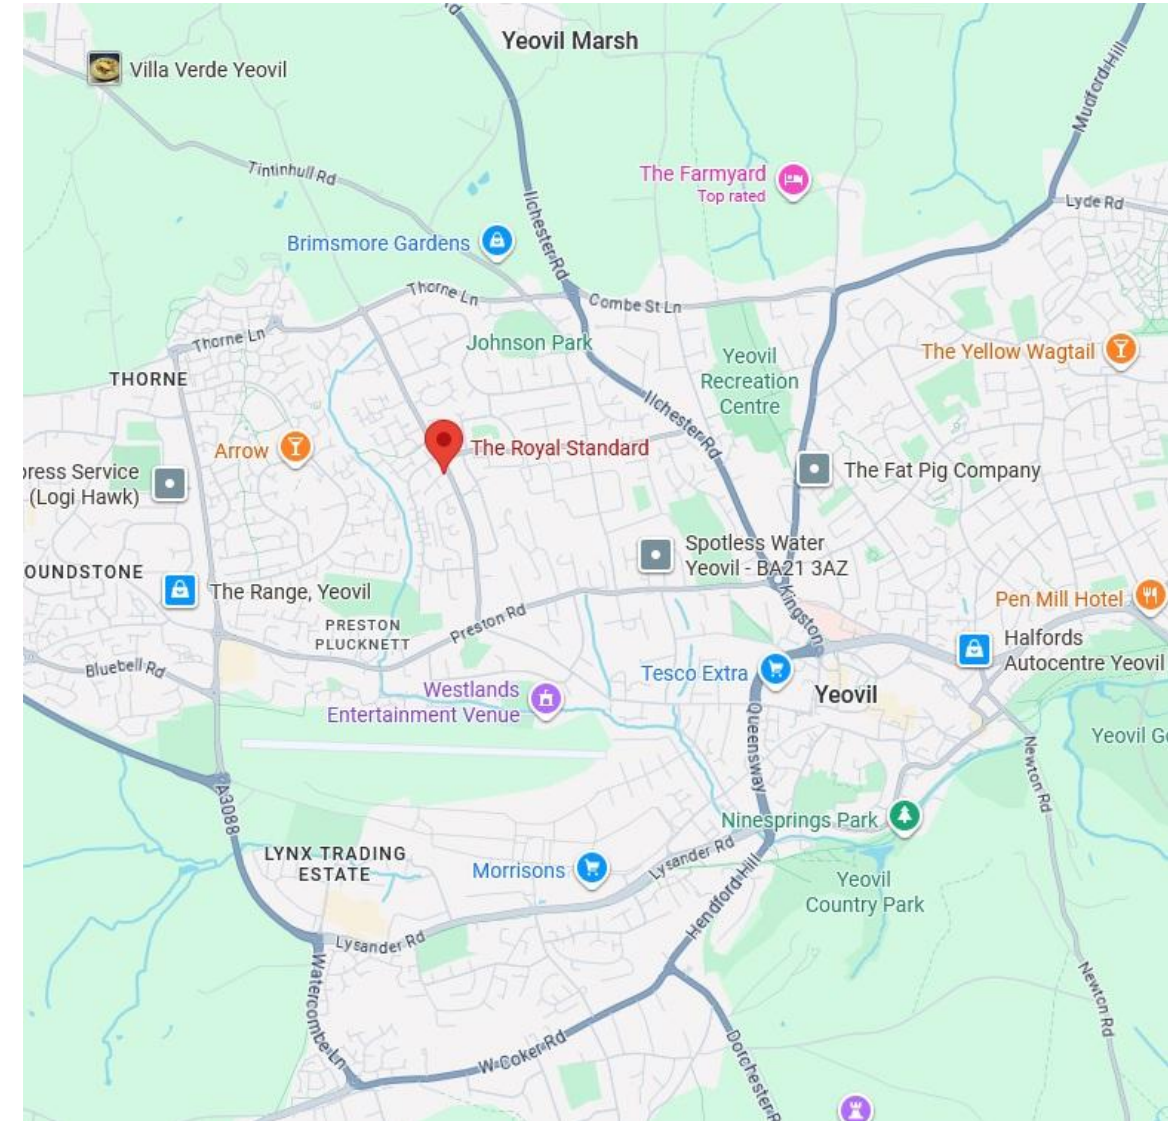 Rd
Yeovil Marsh
Villa Verde Yeovil
Mudford Hill
Tintinhull Rd
The Farmyard
Top rated
Lyde Rd
Ilchester Rd
Brimsmore Gardens
Thorne Ln
Combe St Ln
Thorne Ln
Johnson Park
Yeovil
Recreation
Centre
The Yellow Wagtail
THORNE
Ilchester Rd
Arrow
The Royal Standard
press Service
(Logi Hawk)
The Fat Pig Company
Spotless Water
Yeovil - BA21 3AZ
OUNDSTONE
The Range, Yeovil
Kingston
Pen Mill Hotel
PRESTON
PLUCKNETT
Preston Rd
Halfords
Autocentre Yeovil
Bluebell Rd
Tesco Extra
Yeovil
Westlands
Entertainment Venue
Queensway
Yeovil G
Newton Rd
A3088
Ninesprings Park
LYNX TRADING
ESTATE
Morrisons
Lysander Rd
Yeovil
Country Park
Hendford Hill
Lysander Rd
Watercombe Ln
Newton Rd
W Coker Rd
Dorchester R